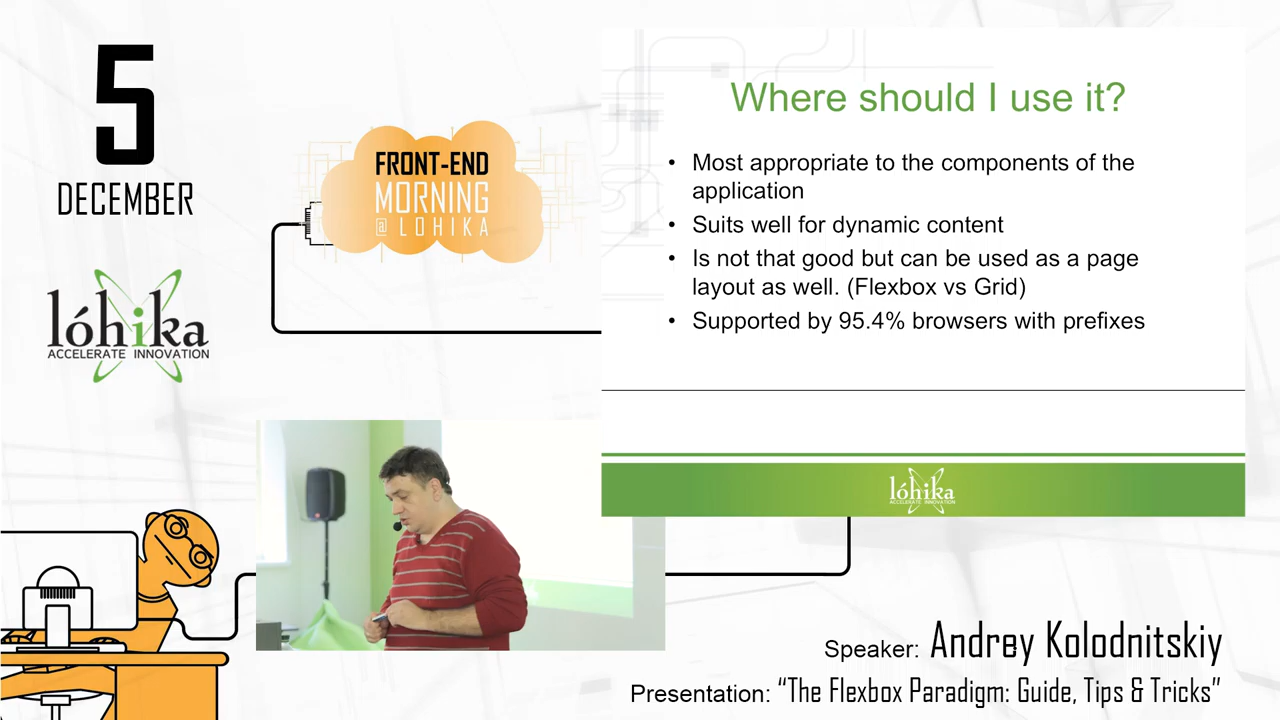 5
DECEMBER
lóhika
ACCELERATE INNOVATION
FRONT-END
MORNING
@ LOHIKA
Where should I use it?
• Most appropriate to the components of the
application
• Suits well for dynamic content
• Is not that good but can be used as a page
layout as well. (Flexbox vs Grid)
• Supported by 95.4% browsers with prefixes
lóhika
ACCELERATE INNOVATION
Speaker: Andrey Kolodnitskiy
Presentation: “The Flexbox Paradigm: Guide, Tips & Tricks”